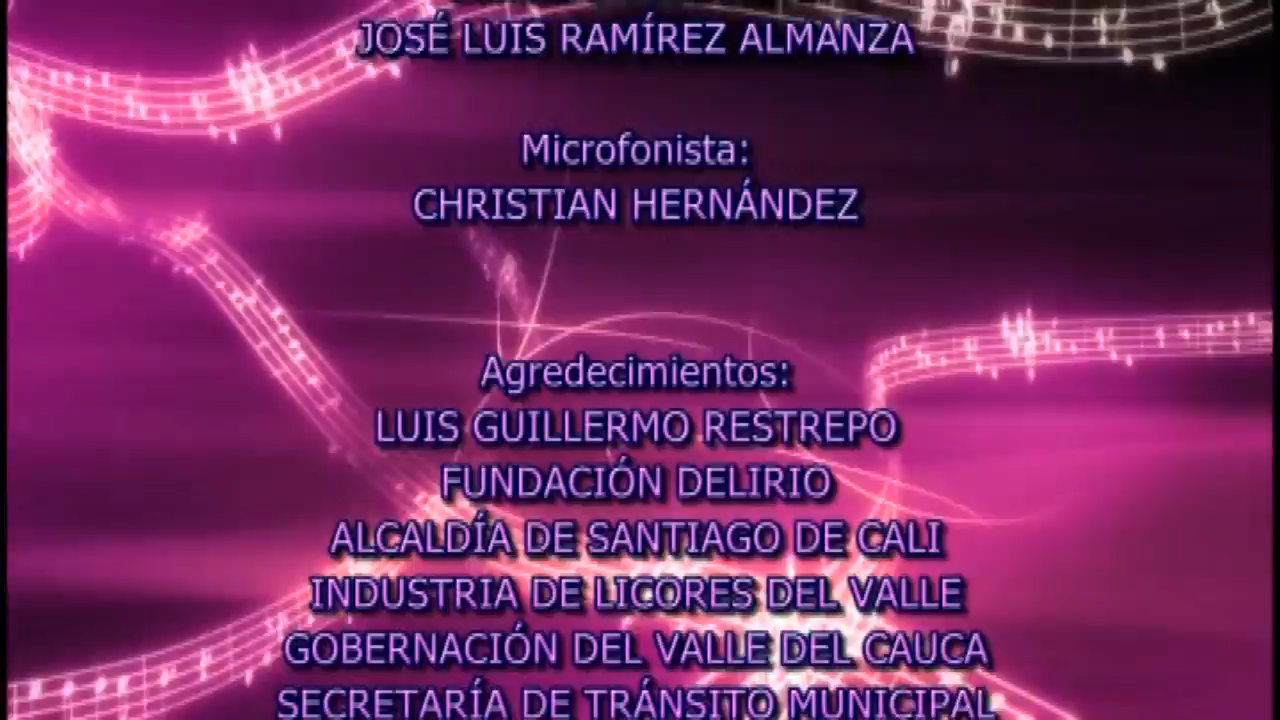 JOSÉ LUIS RAMÍREZ ALMANZA
Microfonista:
CHRISTIAN HERNÁNDEZ
Agredecimientos:
LUIS GUILLERMO RESTREPO
FUNDACIÓN DELIRIO
ALCALDÍA DE SANTIAGO DE CALI
INDUSTRIA DE LICORES DEL VALLE
GOBERNACIÓN DEL VALLE DEL CAUCA
SECRETARÍA DE TRÁNSITO MUNICIPAL